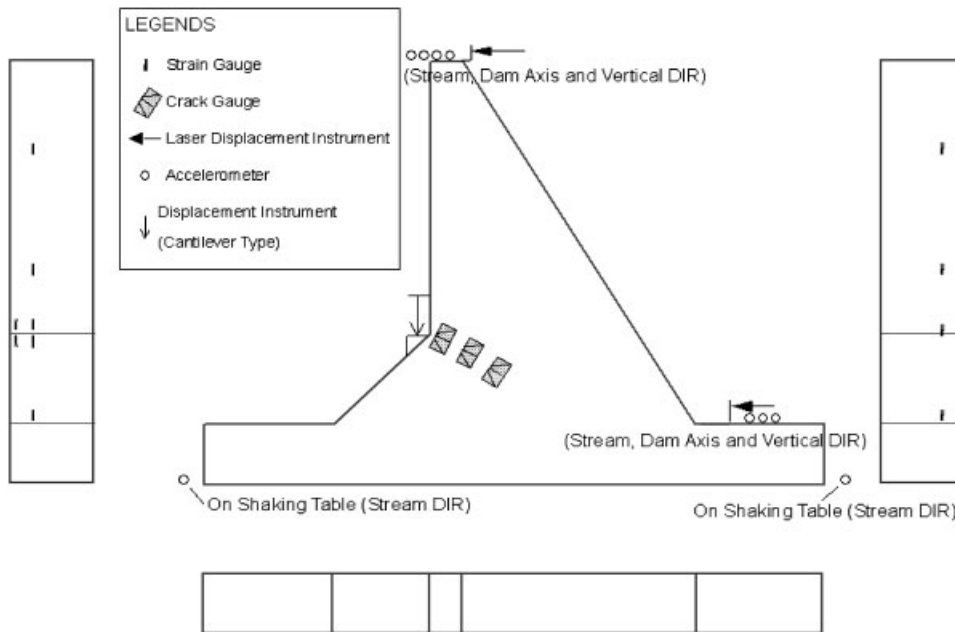 LEGENDS
Strain Gauge
Crack Gauge
Laser Displacement Instrument
Accelerometer
Displacement Instrument
(Cantilever Type)
(Stream, Dam Axis and Vertical DIR)
(Stream, Dam Axis and Vertical DIR)
On Shaking Table (Stream DIR)
On Shaking Table (Stream DIR)